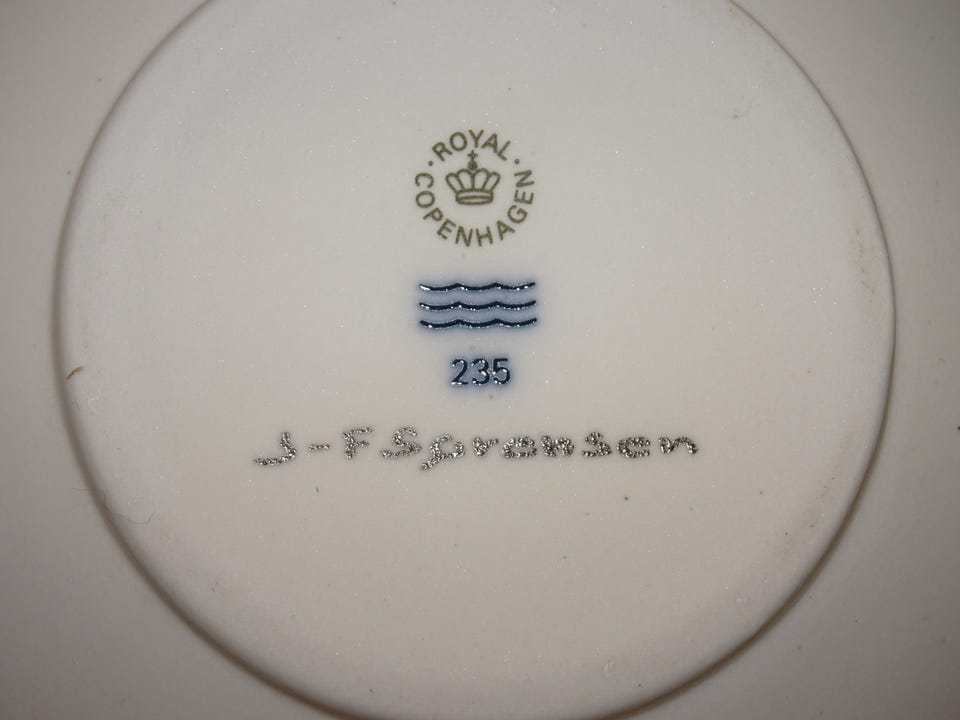 ROYAL
COPENHAGEN
235
J-F Sørensen